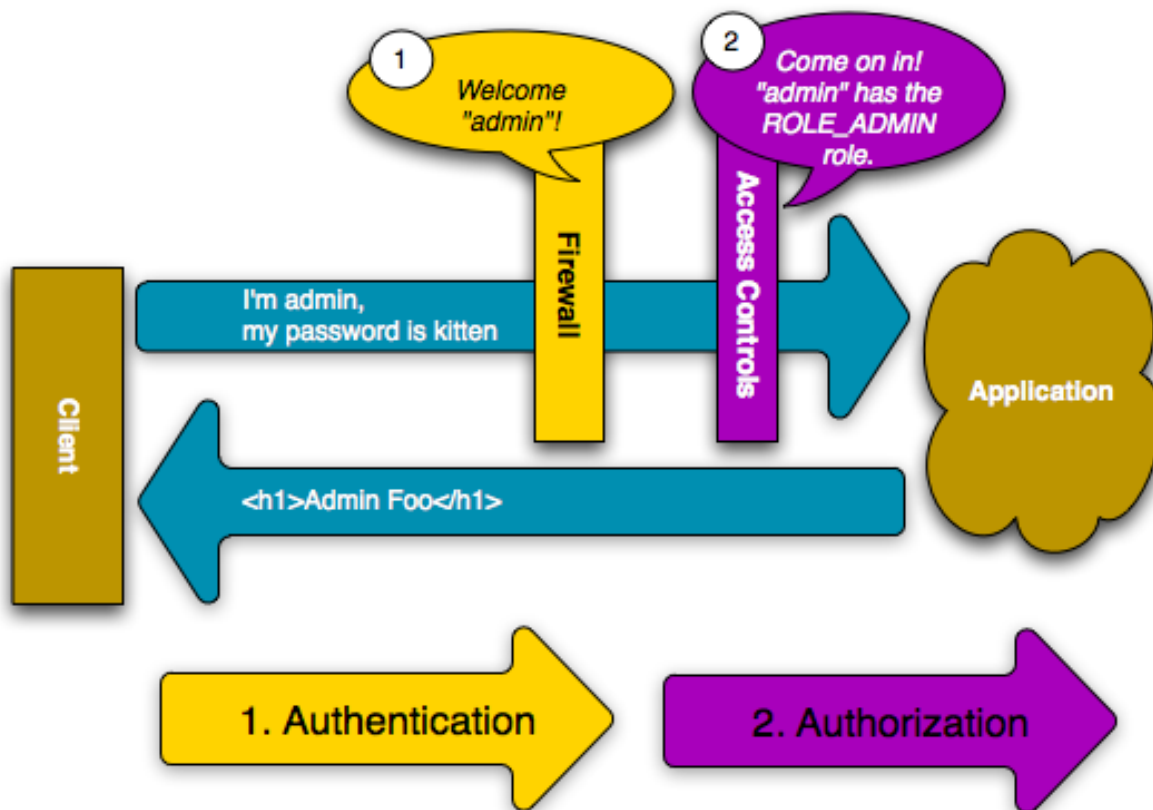 1
Welcome
"admin"!
2
Come on in!
"admin" has the
ROLE_ADMIN
role.
Client
I'm admin,
my password is kitten
Firewall
Access Controls
Application
<h1>Admin Foo</h1>
1. Authentication
2. Authorization